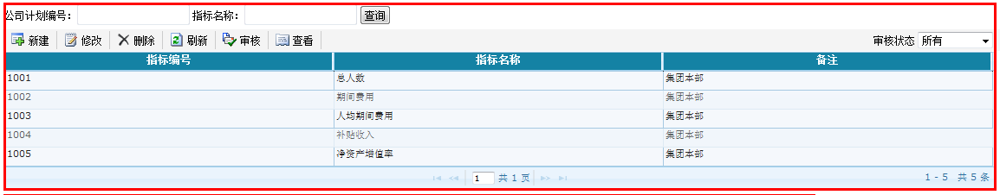 公司计划编号： 指标名称： 查询
新建 修改 删除 刷新 审核 查看 审核状态 所有
指标编号 指标名称 备注
1001 总人数 集团本部
1002 期间费用 集团本部
1003 人均期间费用 集团本部
1004 补贴收入 集团本部
1005 净资产增值率 集团本部
1 共 1 页 1 - 5 共 5 条